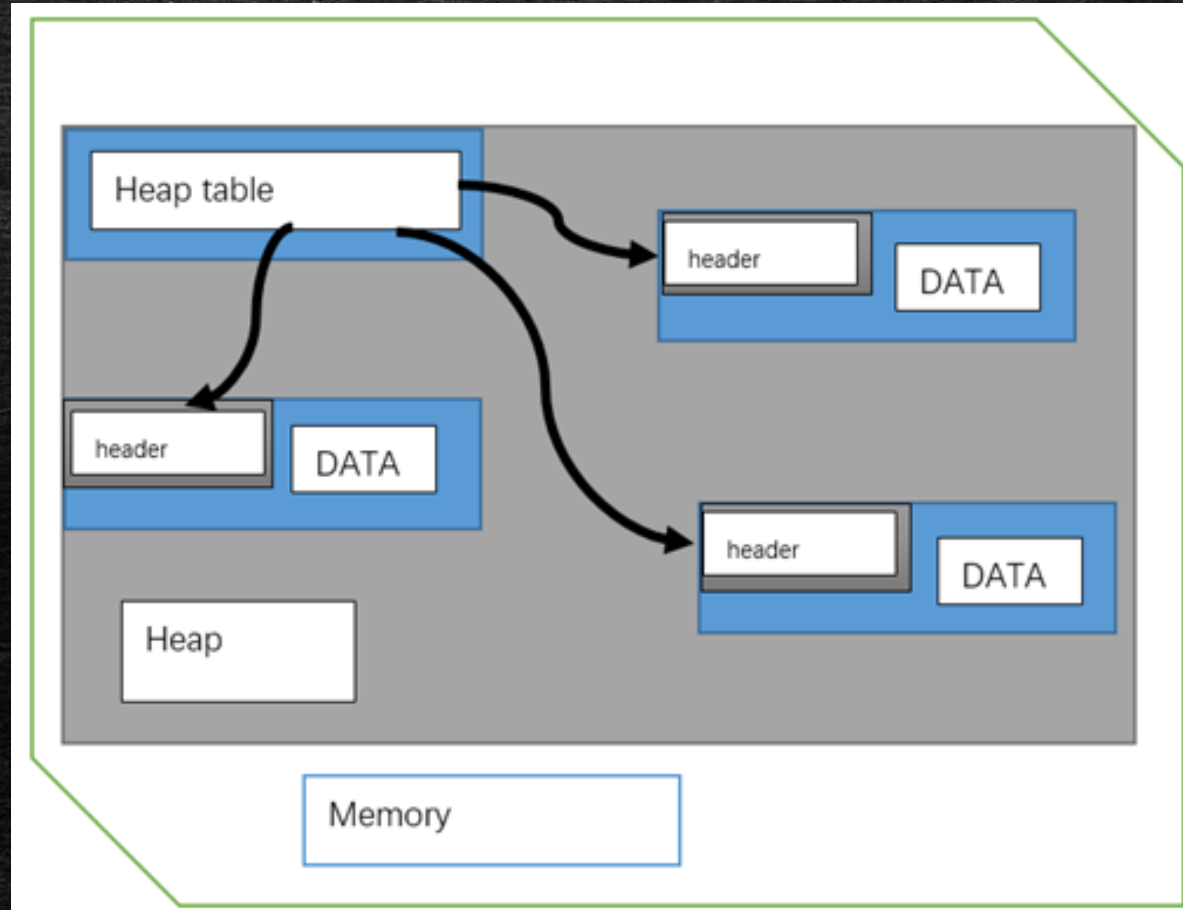 Heap table
header
DATA
header
DATA
header
DATA
Heap
Memory